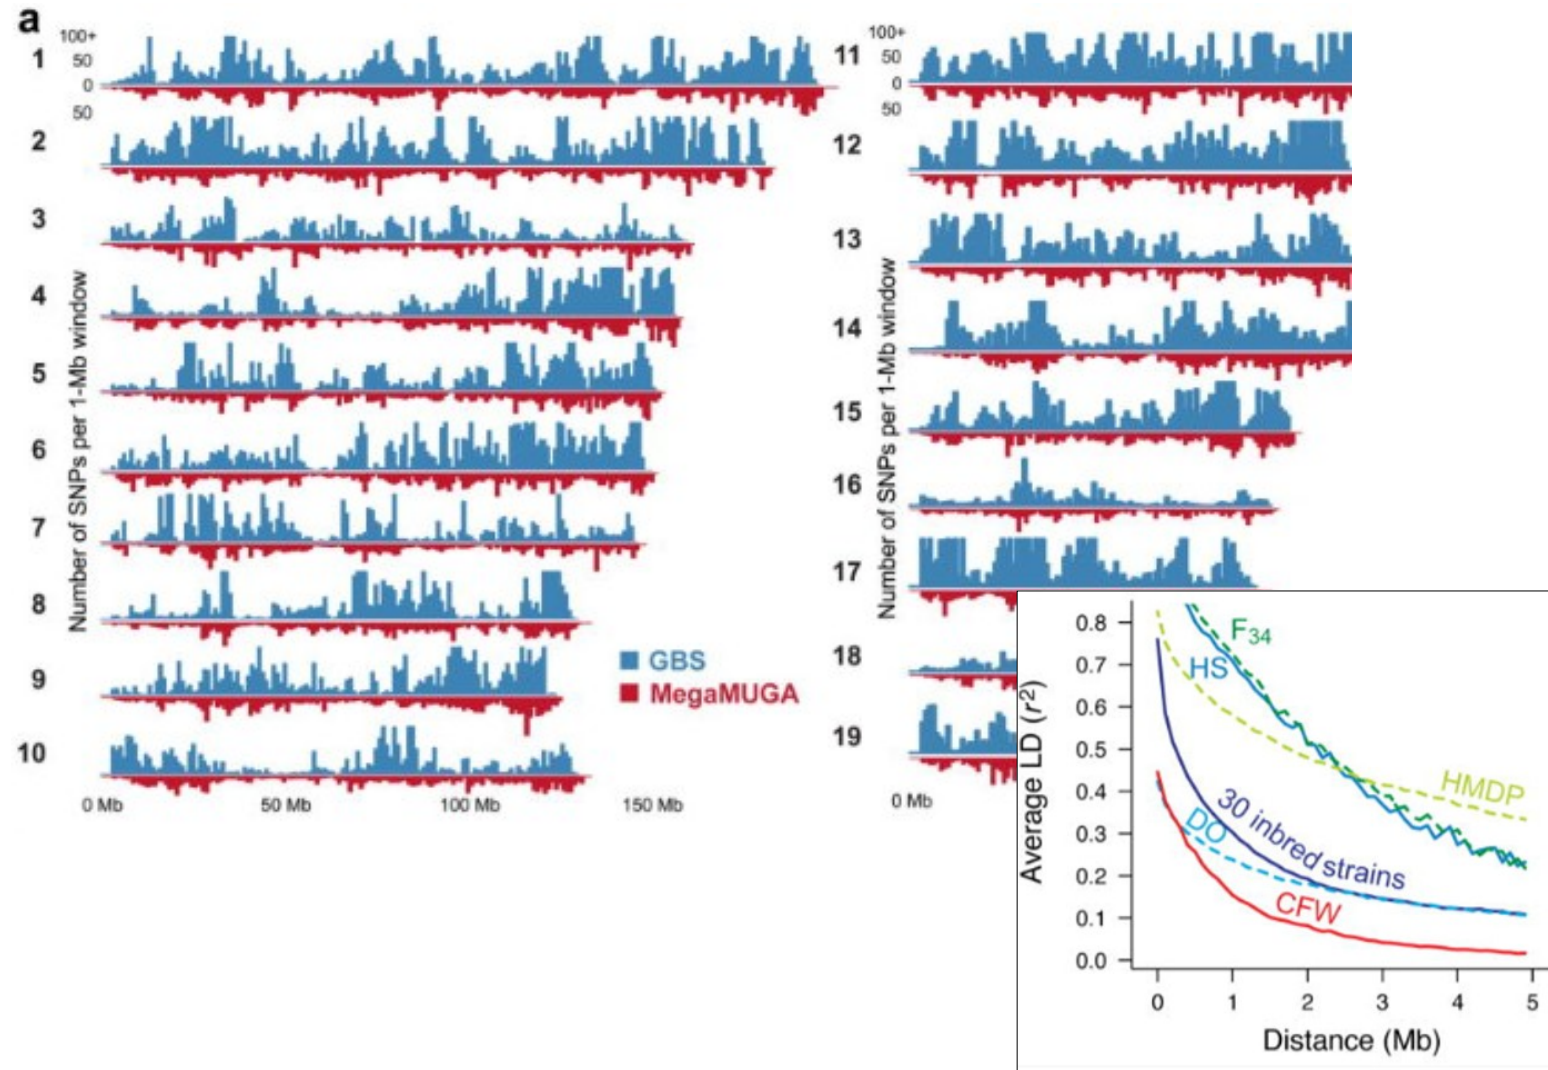 a
100+
50
0
50
1
2
3
4
5
6
7
8
9
10
Number of SNPs per 1-Mb window
0 Mb
50 Mb
100 Mb
150 Mb
GBS
MegaMUGA
100+
50
0
50
11
12
13
14
15
16
17
18
19
Number of SNPs per 1-Mb window
0 Mb
Average LD (r²)
0.8
0.7
0.6
0.5
0.4
0.3
0.2
0.1
0.0
F34
HS
HMDP
30 inbred strains
DO
CFW
0
1
2
3
4
5
Distance (Mb)